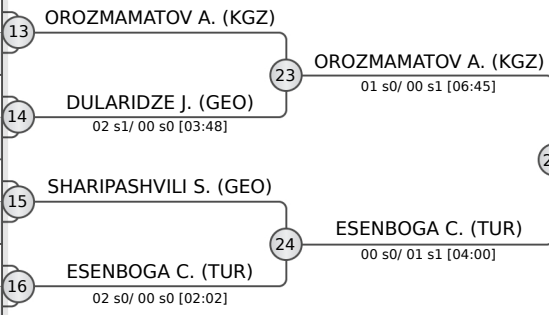 13
OROZMAMATOV A. (KGZ)
23
OROZMAMATOV A. (KGZ)
01 s0/ 00 s1 [06:45]
14
DULARIDZE J. (GEO)
02 s1/ 00 s0 [03:48]
15
SHARIPASHVILI S. (GEO)
24
ESENBOGA C. (TUR)
00 s0/ 01 s1 [04:00]
16
ESENBOGA C. (TUR)
02 s0/ 00 s0 [02:02]